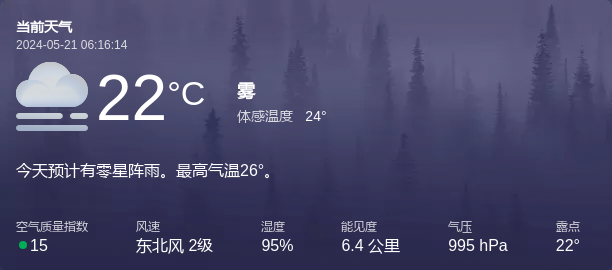 当前天气
2024-05-21 06:16:14
22°C
雾
体感温度 24°
今天预计有零星阵雨。最高气温26°。
空气质量指数 风速 湿度 能见度 气压 露点
15 东北风 2级 95% 6.4 公里 995 hPa 22°